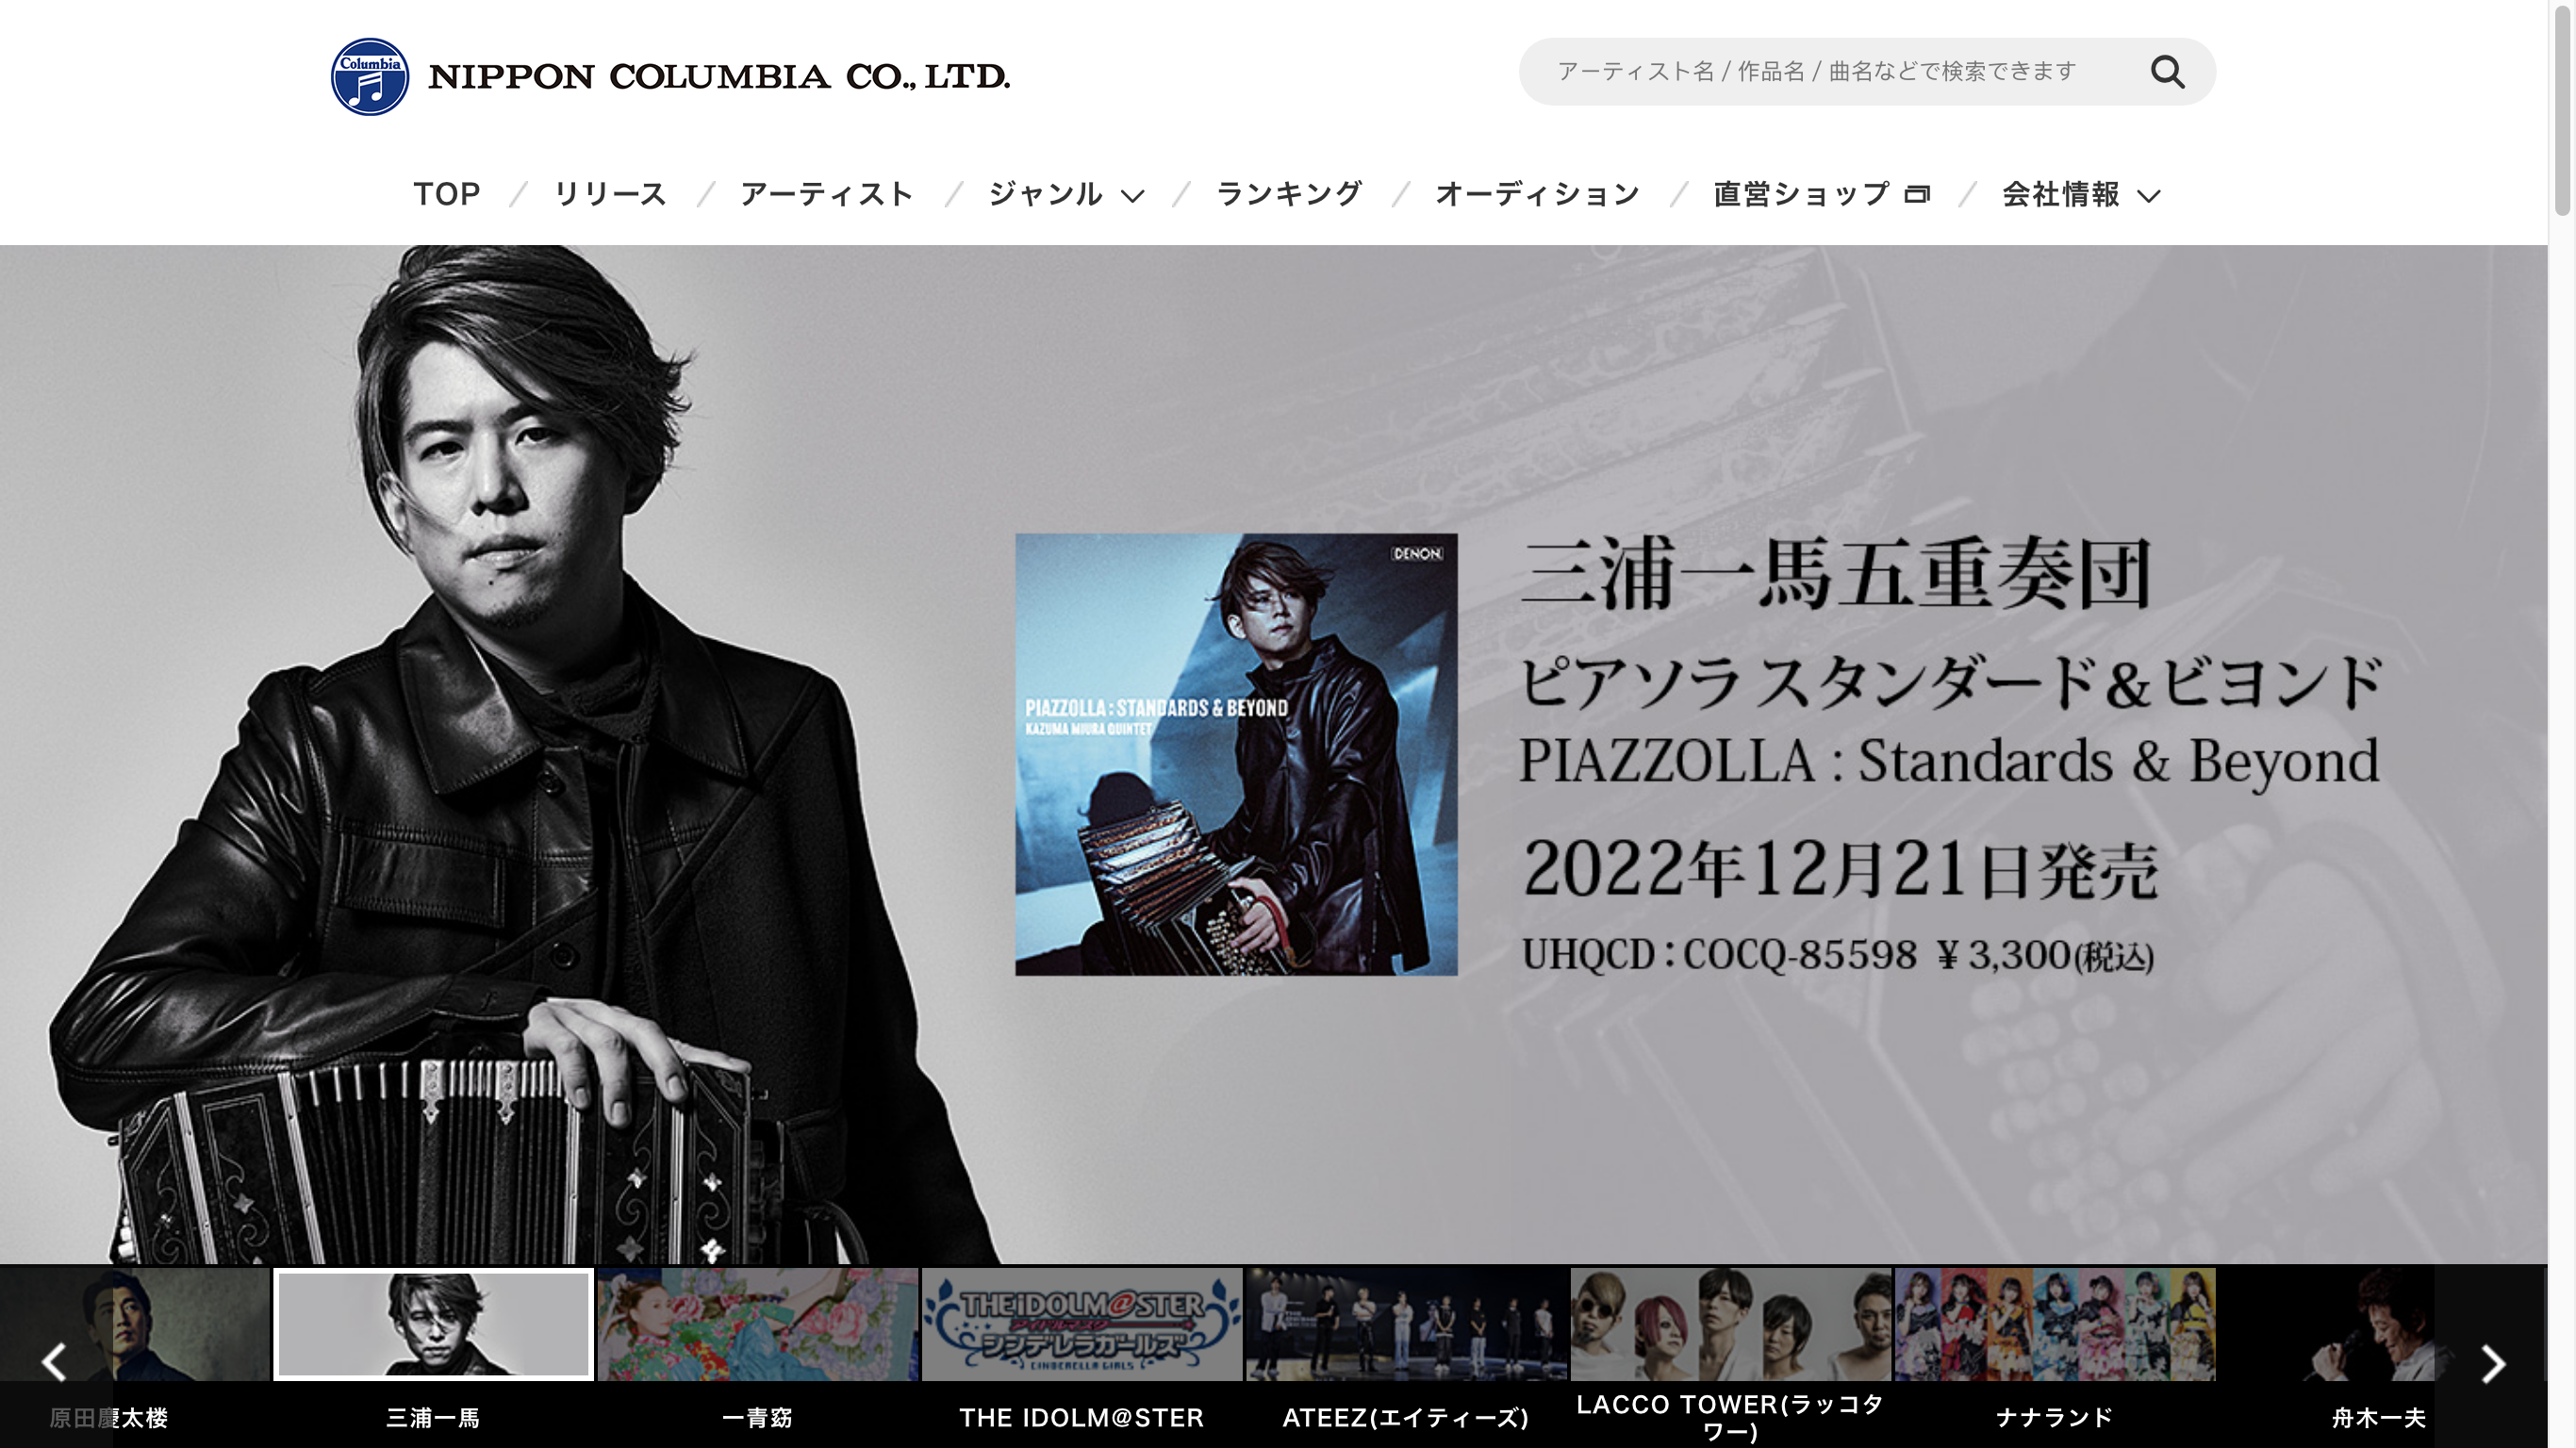 Columbia
NIPPON COLUMBIA CO., LTD.
アーティスト名 / 作品名 / 曲名などで検索できます
TOP
リリース
アーティスト
ジャンル
ランキング
オーディション
直営ショップ
会社情報
DENON
PIAZZOLLA : STANDARDS & BEYOND
KAZUMA MIURA QUINTET
三浦一馬五重奏団
ピアソラ スタンダード&ビヨンド
PIAZZOLLA : Standards & Beyond
2022年12月21日発売
UHQCD : COCQ-85598 ¥ 3,300(税込)
THE iDOLM@STER
アイドルマスター
シンデレラガールズ
CINDERELLA GIRLS
原田慶太楼
三浦一馬
一青窈
THE IDOLM@STER
ATEEZ(エイティーズ)
LACCO TOWER(ラッコタ
ワー)
ナナランド
舟木一夫